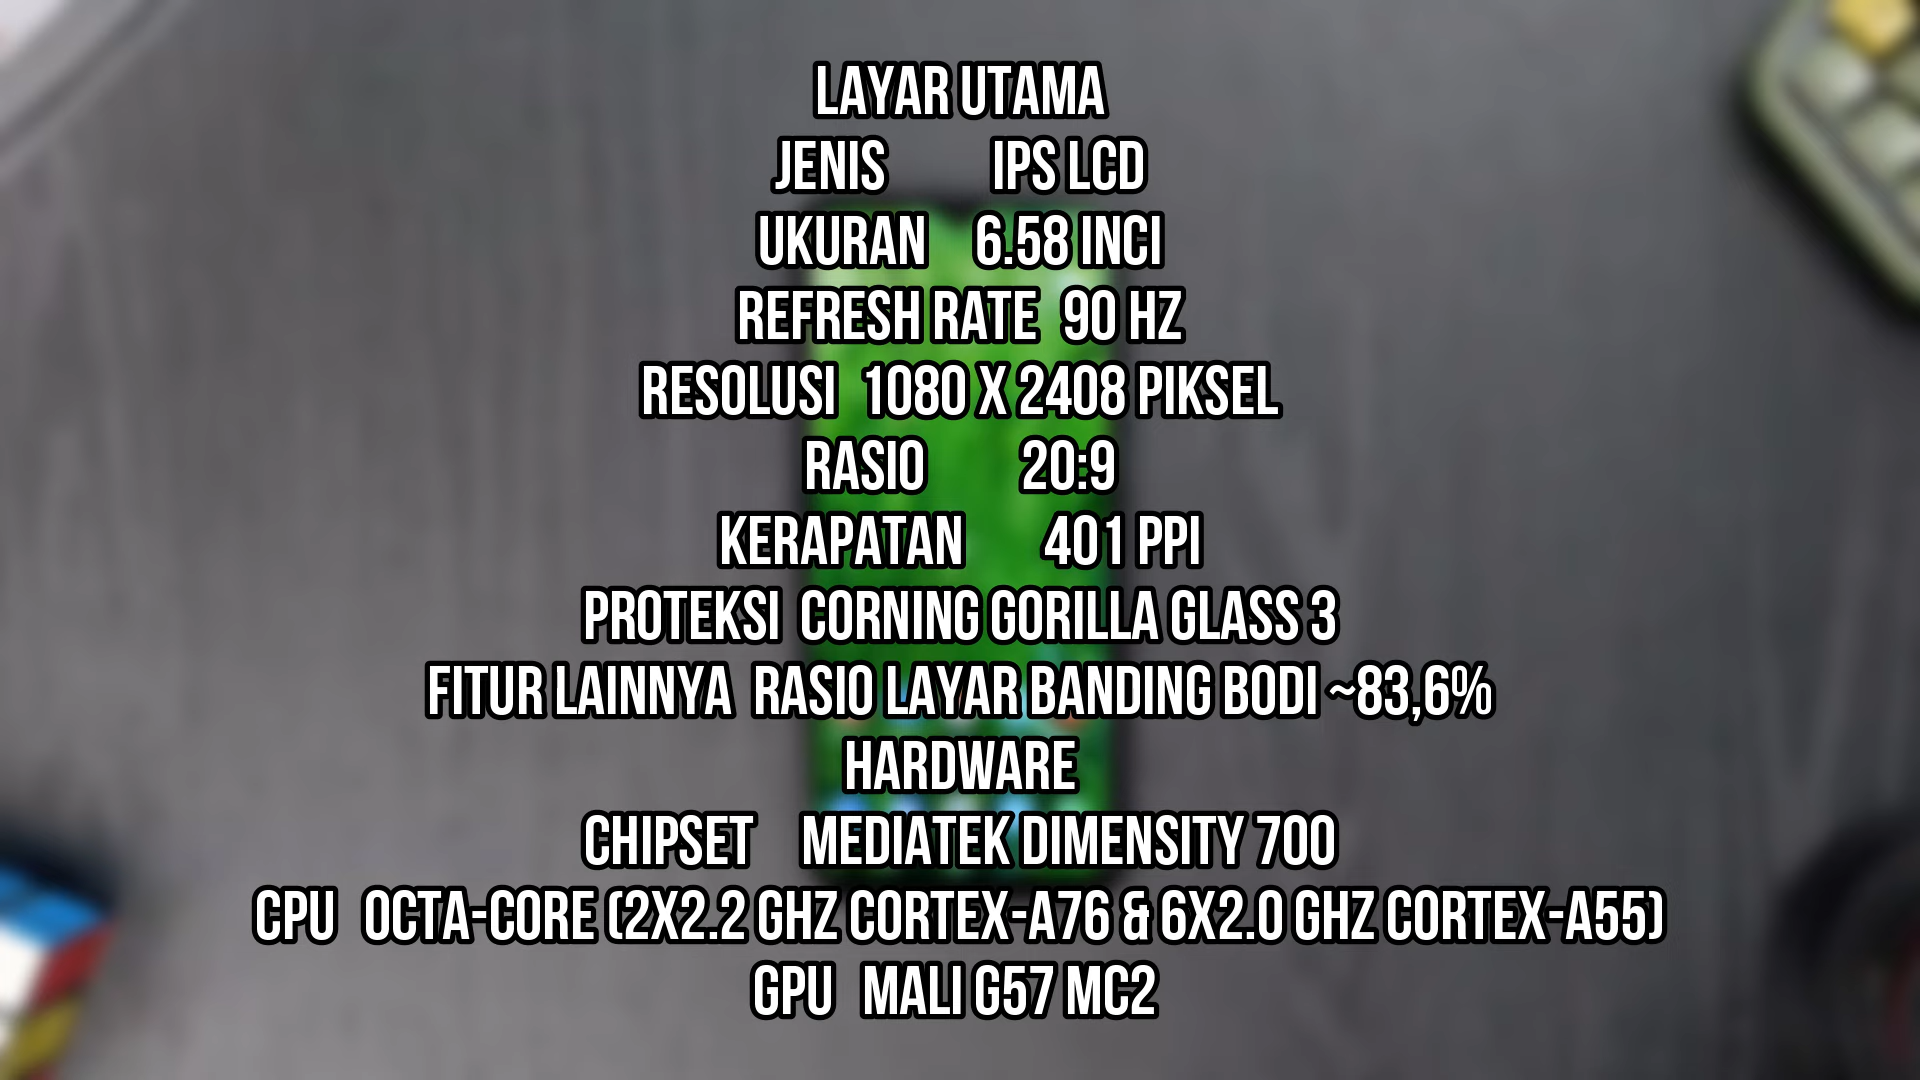 LAYAR UTAMA
JENIS IPS LCD
UKURAN 6.58 INCI
REFRESH RATE 90 HZ
RESOLUSI 1080 X 2408 PIKSEL
RASIO 20:9
KERAPATAN 401 PPI
PROTEKSI CORNING GORILLA GLASS 3
FITUR LAINNYA RASIO LAYAR BANDING BODI ~83,6%
HARDWARE
CHIPSET MEDIATEK DIMENSITY 700
CPU OCTA-CORE (2X2.2 GHZ CORTEX-A76 & 6X2.0 GHZ CORTEX-A55)
GPU MALI G57 MC2